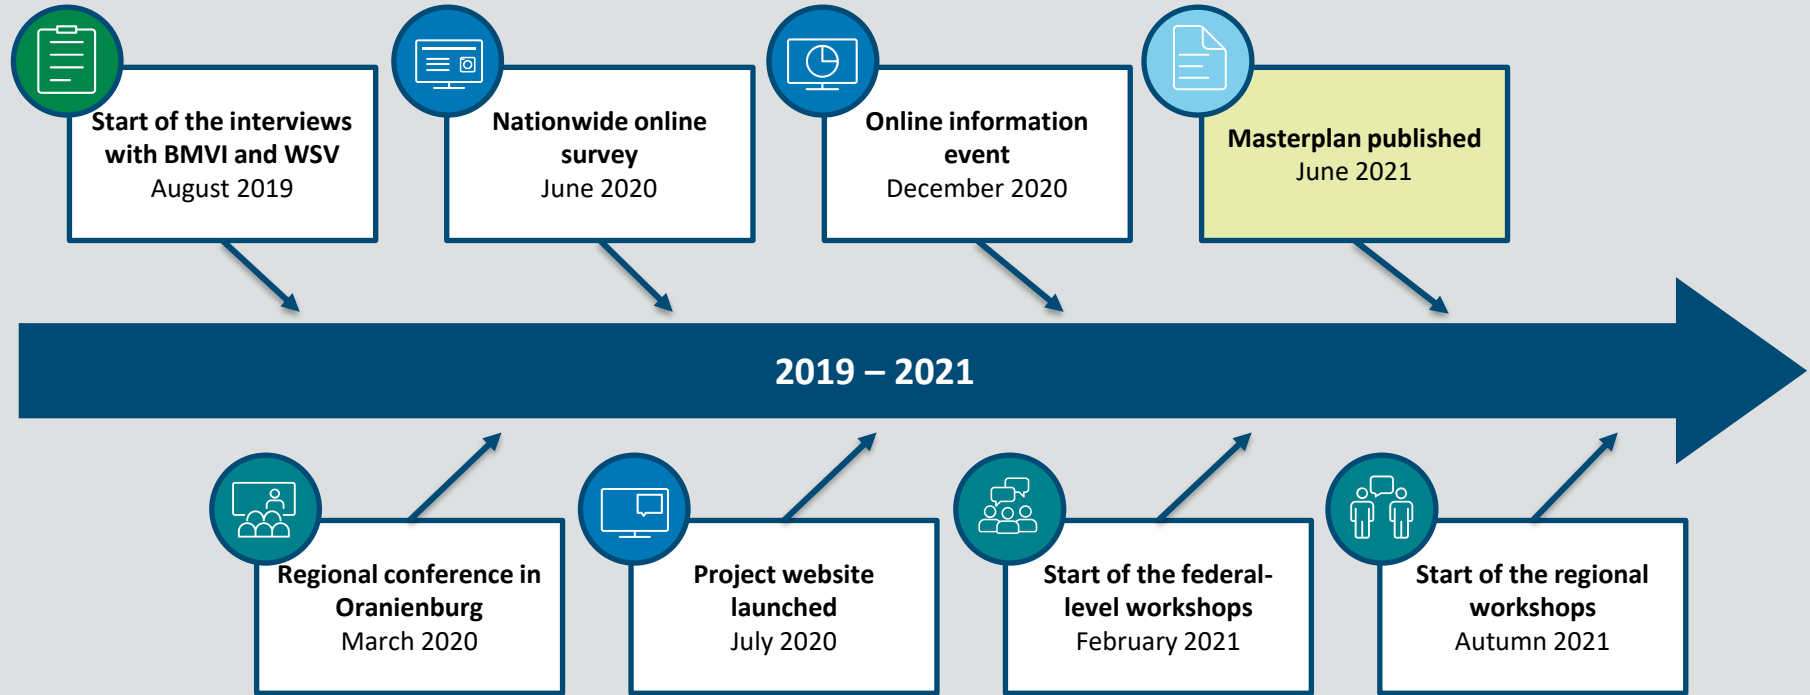 Start of the interviews
with BMVI and WSV
August 2019
Nationwide online
survey
June 2020
Online information
event
December 2020
Masterplan published
June 2021
2019 – 2021
Regional conference in
Oranienburg
March 2020
Project website
launched
July 2020
Start of the federal-
level workshops
February 2021
Start of the regional
workshops
Autumn 2021